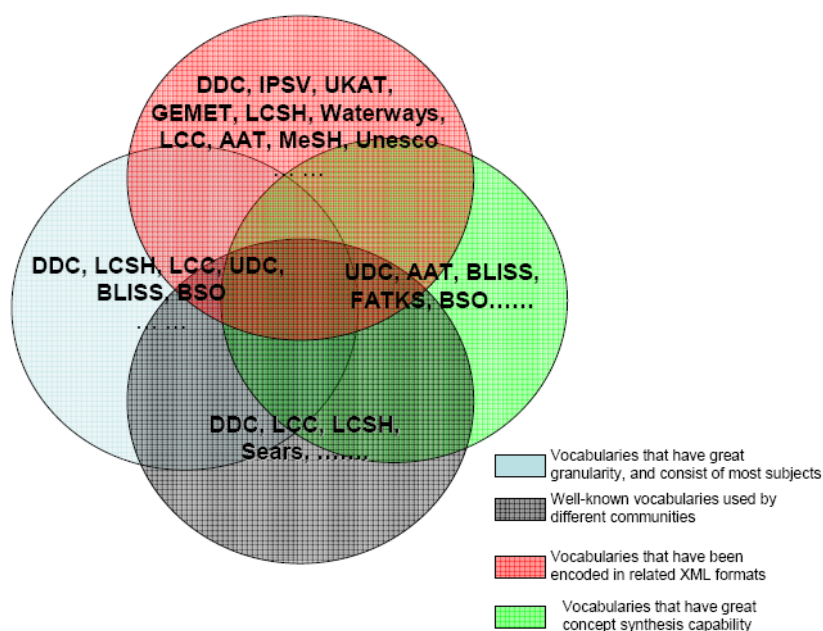 DDC, IPSV, UKAT,
GEMET, LCSH, Waterways,
LCC, AAT, MeSH, Unesco
... ...
DDC, LCSH, LCC, UDC,
BLISS, BSO
... ...
UDC, AAT, BLISS,
FATKS, BSO......
DDC, LCC, LCSH,
Sears, .......
Vocabularies that have great
granularity, and consist of most subjects
Well-known vocabularies used by
different communities
Vocabularies that have been
encoded in related XML formats
Vocabularies that have great
concept synthesis capability